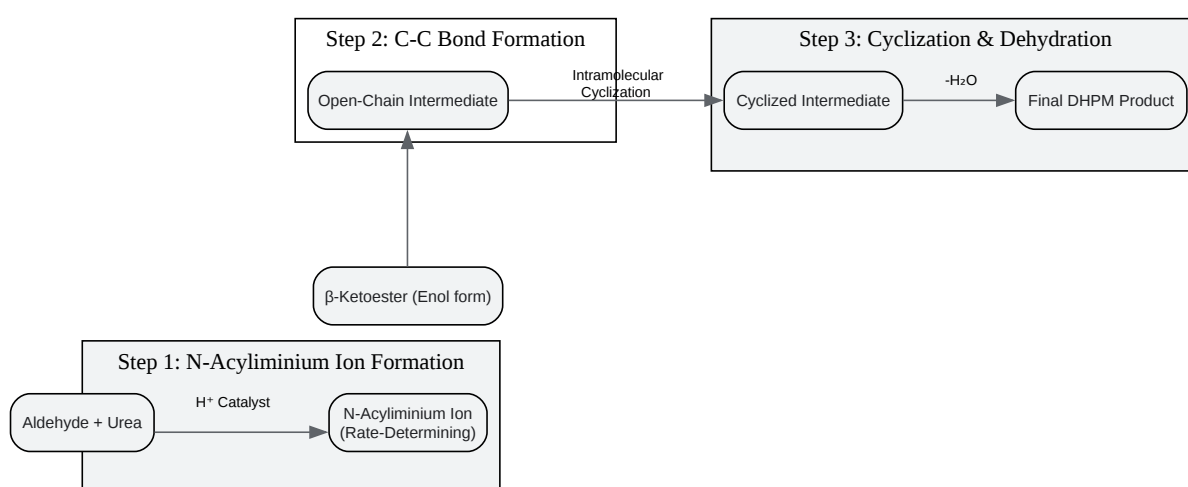 Step 2: C-C Bond Formation
Open-Chain Intermediate
Intramolecular
Cyclization
Step 3: Cyclization & Dehydration
Cyclized Intermediate
-H₂O
Final DHPM Product
β-Ketoester (Enol form)
Step 1: N-Acyliminium Ion Formation
Aldehyde + Urea
H⁺ Catalyst
N-Acyliminium Ion
(Rate-Determining)